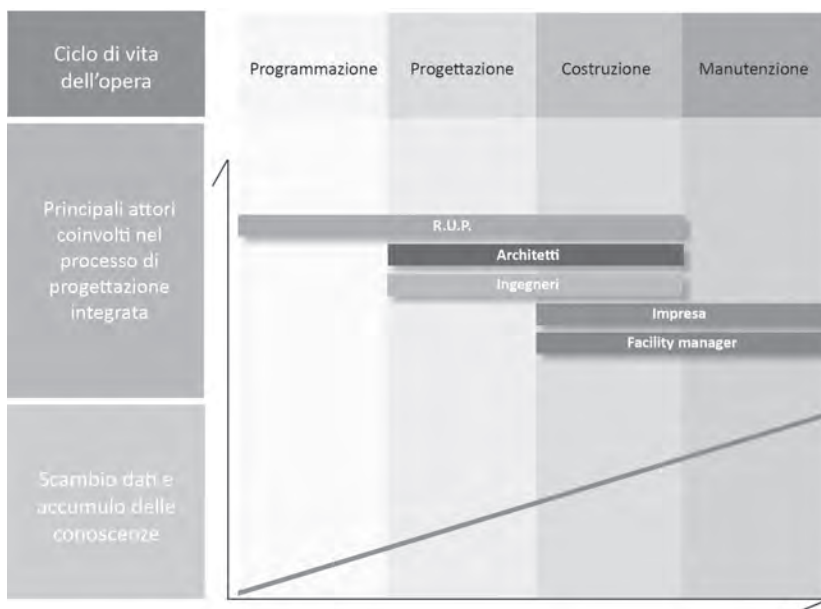 Ciclo di vita
dell'opera
Programmazione
Progettazione
Costruzione
Manutenzione
Principali attori
coinvolti nel
processo di
progettazione
integrata
R.U.P.
Architetti
Ingegneri
Impresa
Facility manager
Scambio dati e
accumulo delle
conoscenze